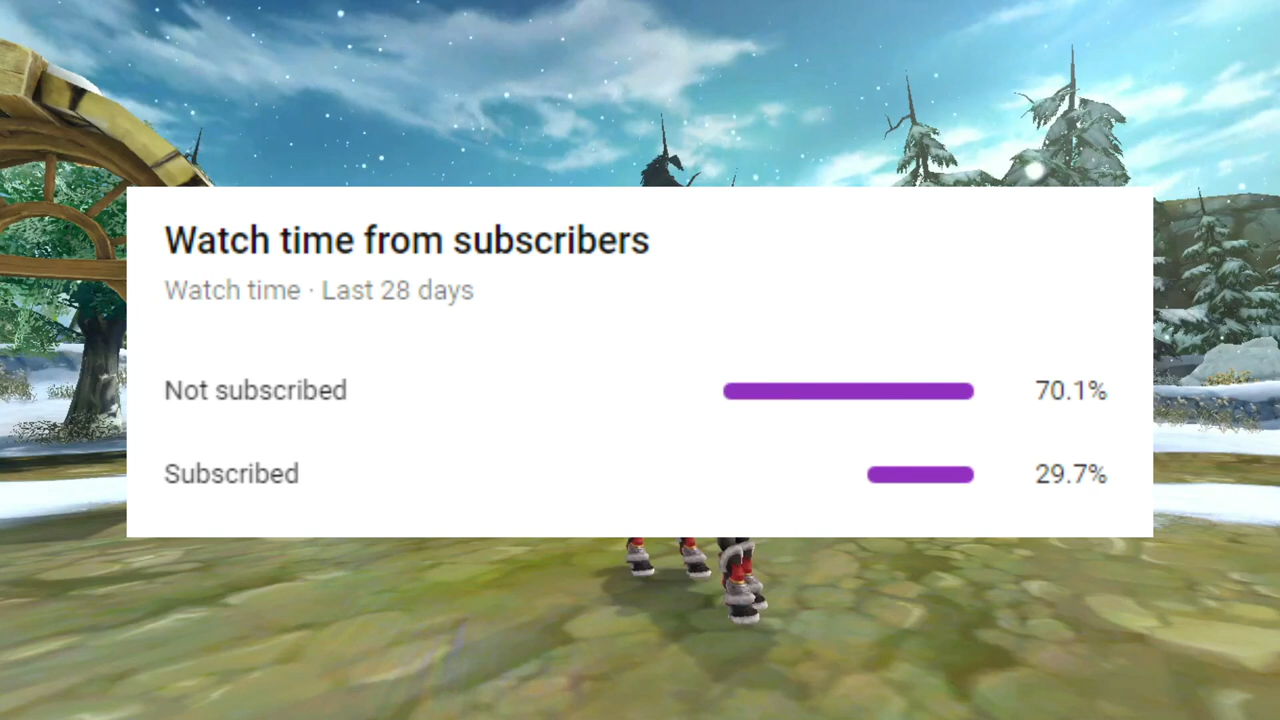 Watch time from subscribers
Watch time · Last 28 days
Not subscribed 70.1%
Subscribed 29.7%